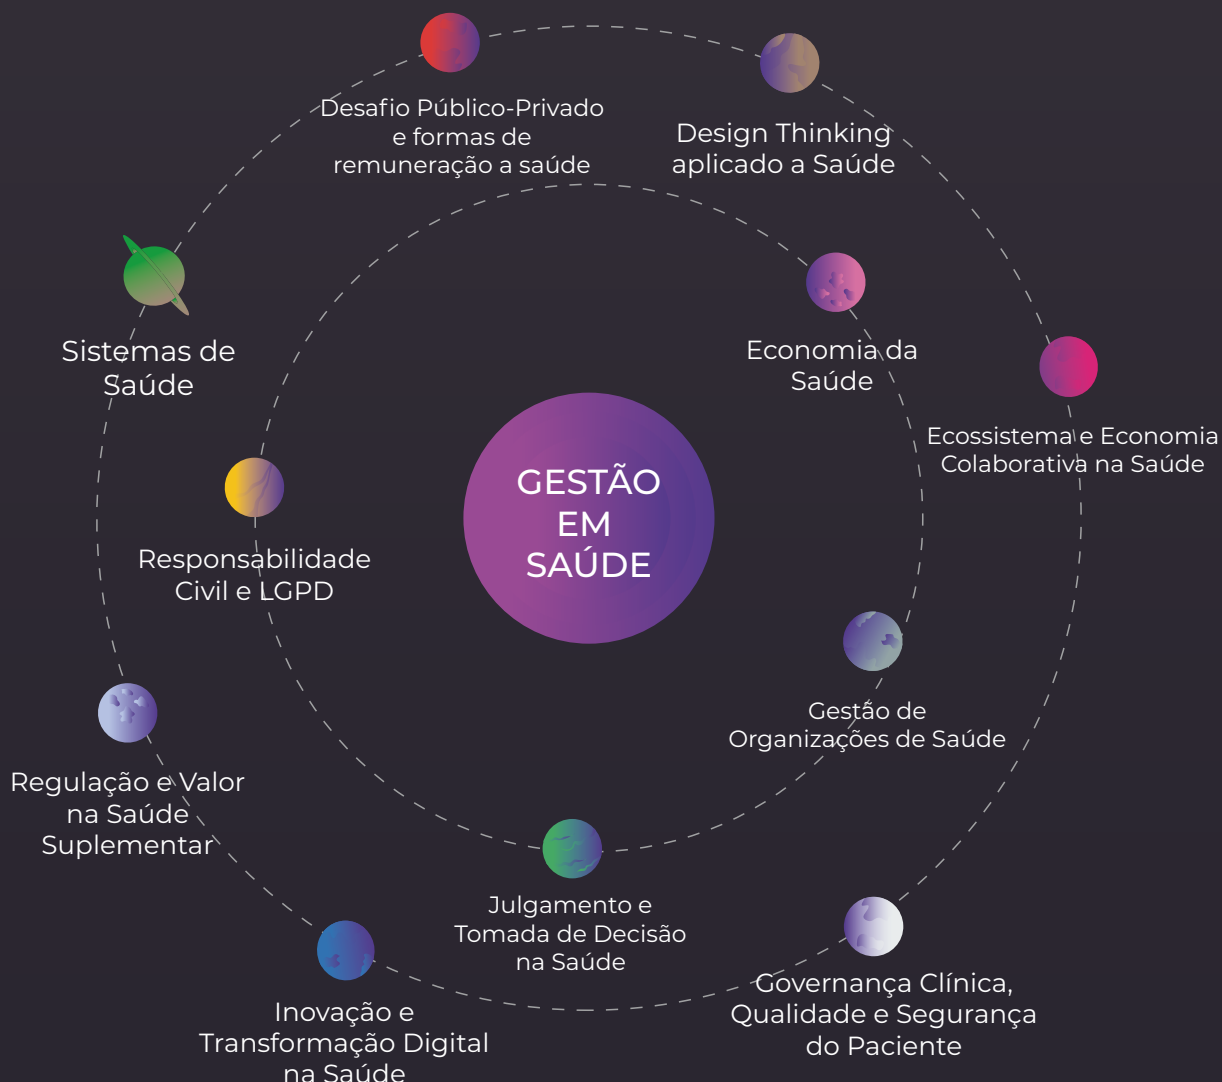 Desafio Público-Privado
e formas de
remuneração a saúde
Design Thinking
aplicado a Saúde
Sistemas de
Saúde
Economia da
Saúde
Ecossistema e Economia
Colaborativa na Saúde
GESTÃO
EM
SAÚDE
Responsabilidade
Civil e LGPD
Gestão de
Organizações de Saúde
Regulação e Valor
na Saúde
Suplementar
Julgamento e
Tomada de Decisão
na Saúde
Governança Clínica,
Qualidade e Segurança
do Paciente
Inovação e
Transformação Digital
na Saúde